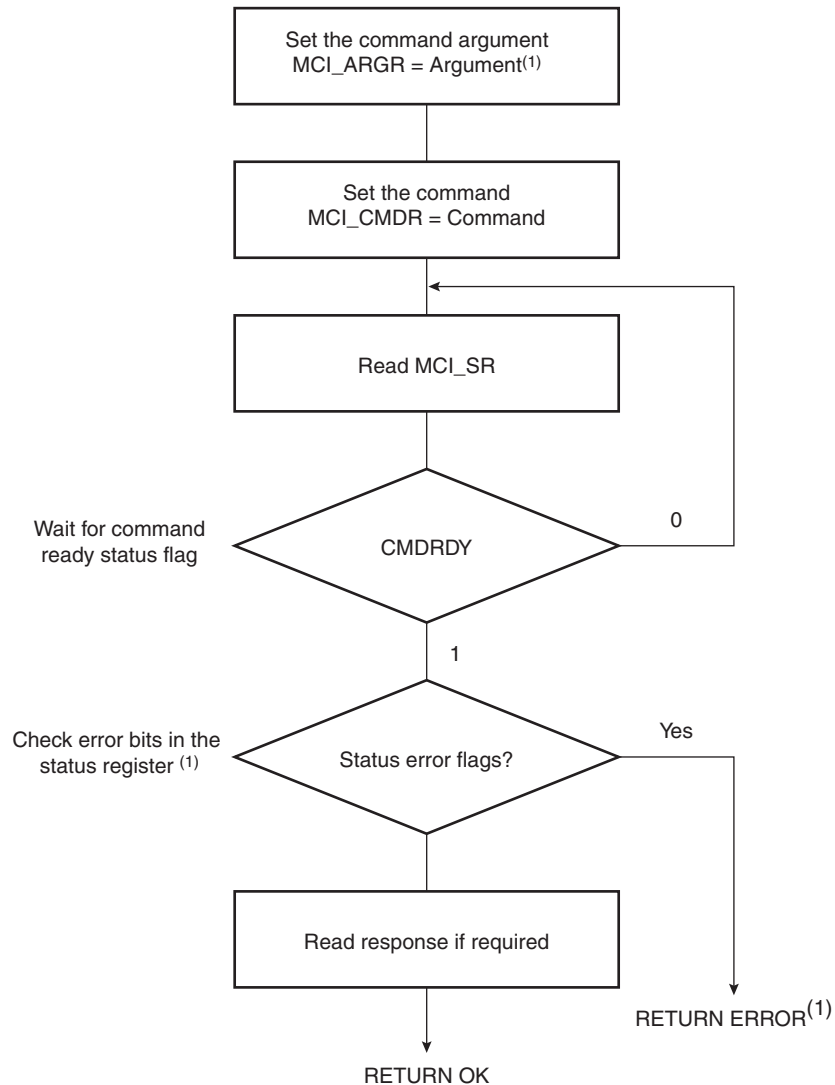 Set the command argument
MCI_ARGR = Argument(1)
Set the command
MCI_CMDR = Command
Read MCI_SR
Wait for command
ready status flag
CMDRDY
0
1
Check error bits in the
status register (1)
Status error flags?
Yes
Read response if required
RETURN ERROR(1)
RETURN OK